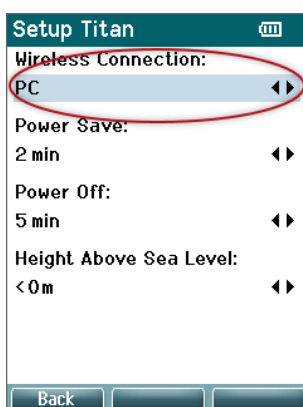 Setup Titan
Wireless Connection:
PC
Power Save:
2 min
Power Off:
5 min
Height Above Sea Level:
<0m
Back